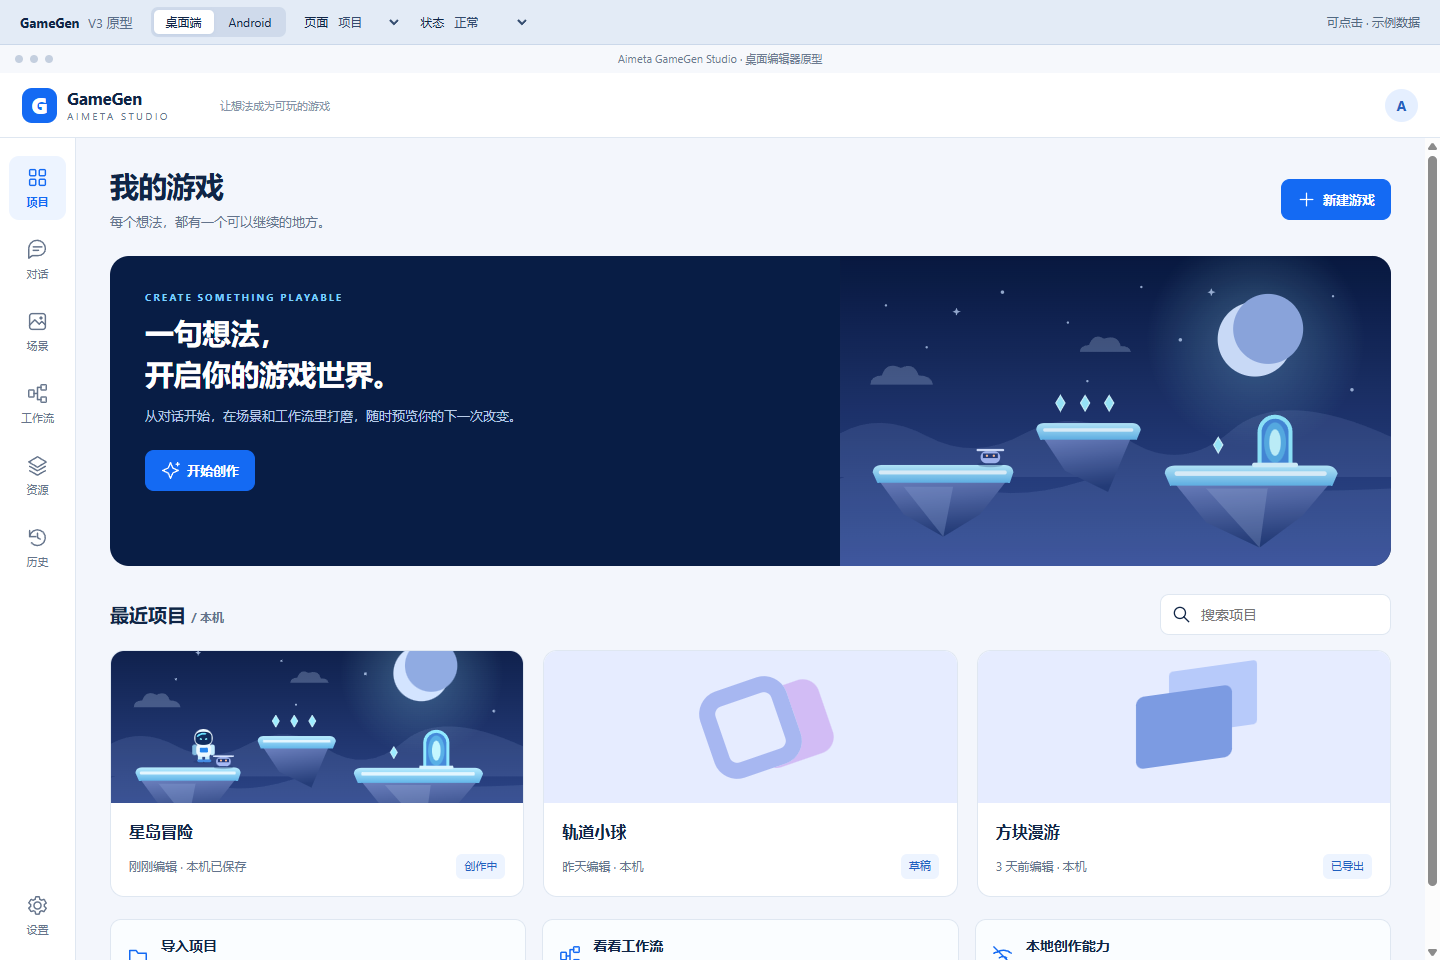 GameGen V3 原型 桌面端 Android 页面 项目 状态 正常 可点击 · 示例数据
Aimeta GameGen Studio · 桌面编辑器原型
G GameGen
AIMETA STUDIO
让想法成为可玩的游戏
A
项目
对话
场景
工作流
资源
历史
设置
我的游戏
每个想法，都有一个可以继续的地方。
新建游戏
CREATE SOMETHING PLAYABLE
一句想法，
开启你的游戏世界。
从对话开始，在场景和工作流里打磨，随时预览你的下一次改变。
开始创作
最近项目 / 本机
搜索项目
星岛冒险
刚刚编辑 · 本机已保存 创作中
轨道小球
昨天编辑 · 本机 草稿
方块漫游
3 天前编辑 · 本机 已导出
导入项目
看看工作流
本地创作能力